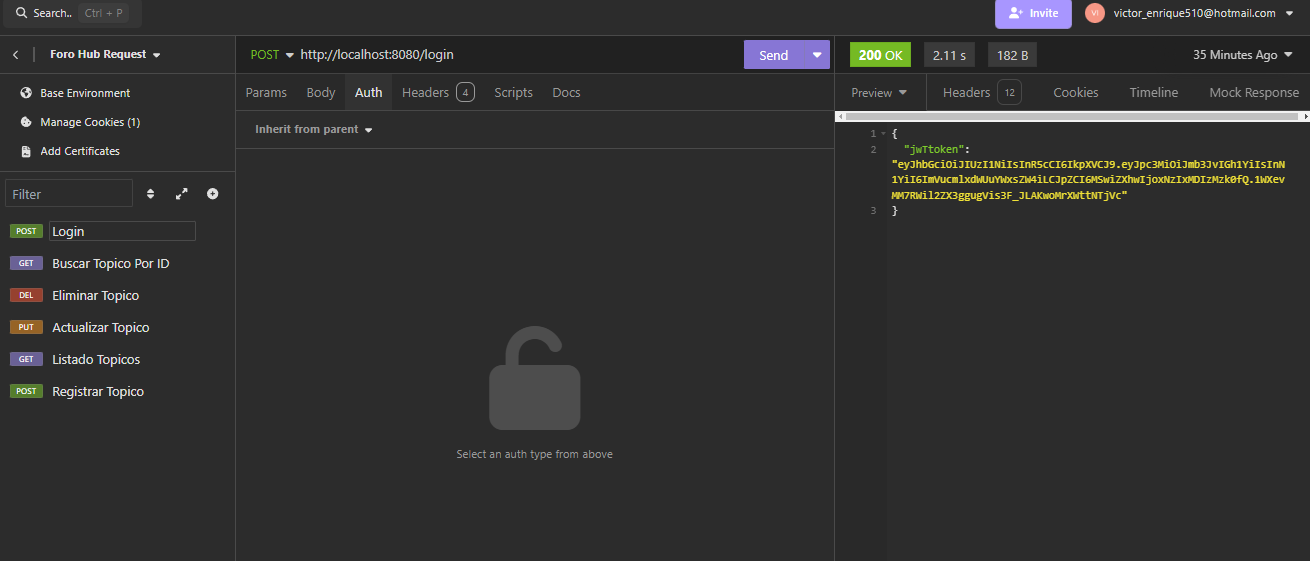 Search.. Ctrl + P
Invite
VI victor_enrique510@hotmail.com
Foro Hub Request
Base Environment
Manage Cookies (1)
Add Certificates
Filter
POST Login
GET Buscar Topico Por ID
DEL Eliminar Topico
PUT Actualizar Topico
GET Listado Topicos
POST Registrar Topico
POST http://localhost:8080/login
Send
Params Body Auth Headers 4 Scripts Docs
Inherit from parent
Select an auth type from above
200 OK 2.11 s 182 B 35 Minutes Ago
Preview Headers 12 Cookies Timeline Mock Response
1 {
2 "jwTtoken":
"eyJhbGciOiJIUzI1NiIsInR5cCI6IkpXVCJ9.eyJpc3MiOiJmb3JvIGh1YiIsInN
1YiI6ImVucmlxdWUuYWxsZW4iLCJpZCI6MSwiZXhwIjoxNzIxMDIzMzk0fQ.1WXev
MM7RWil2ZX3ggugVis3F_JLAKwoMrXWttNTjVc"
3 }